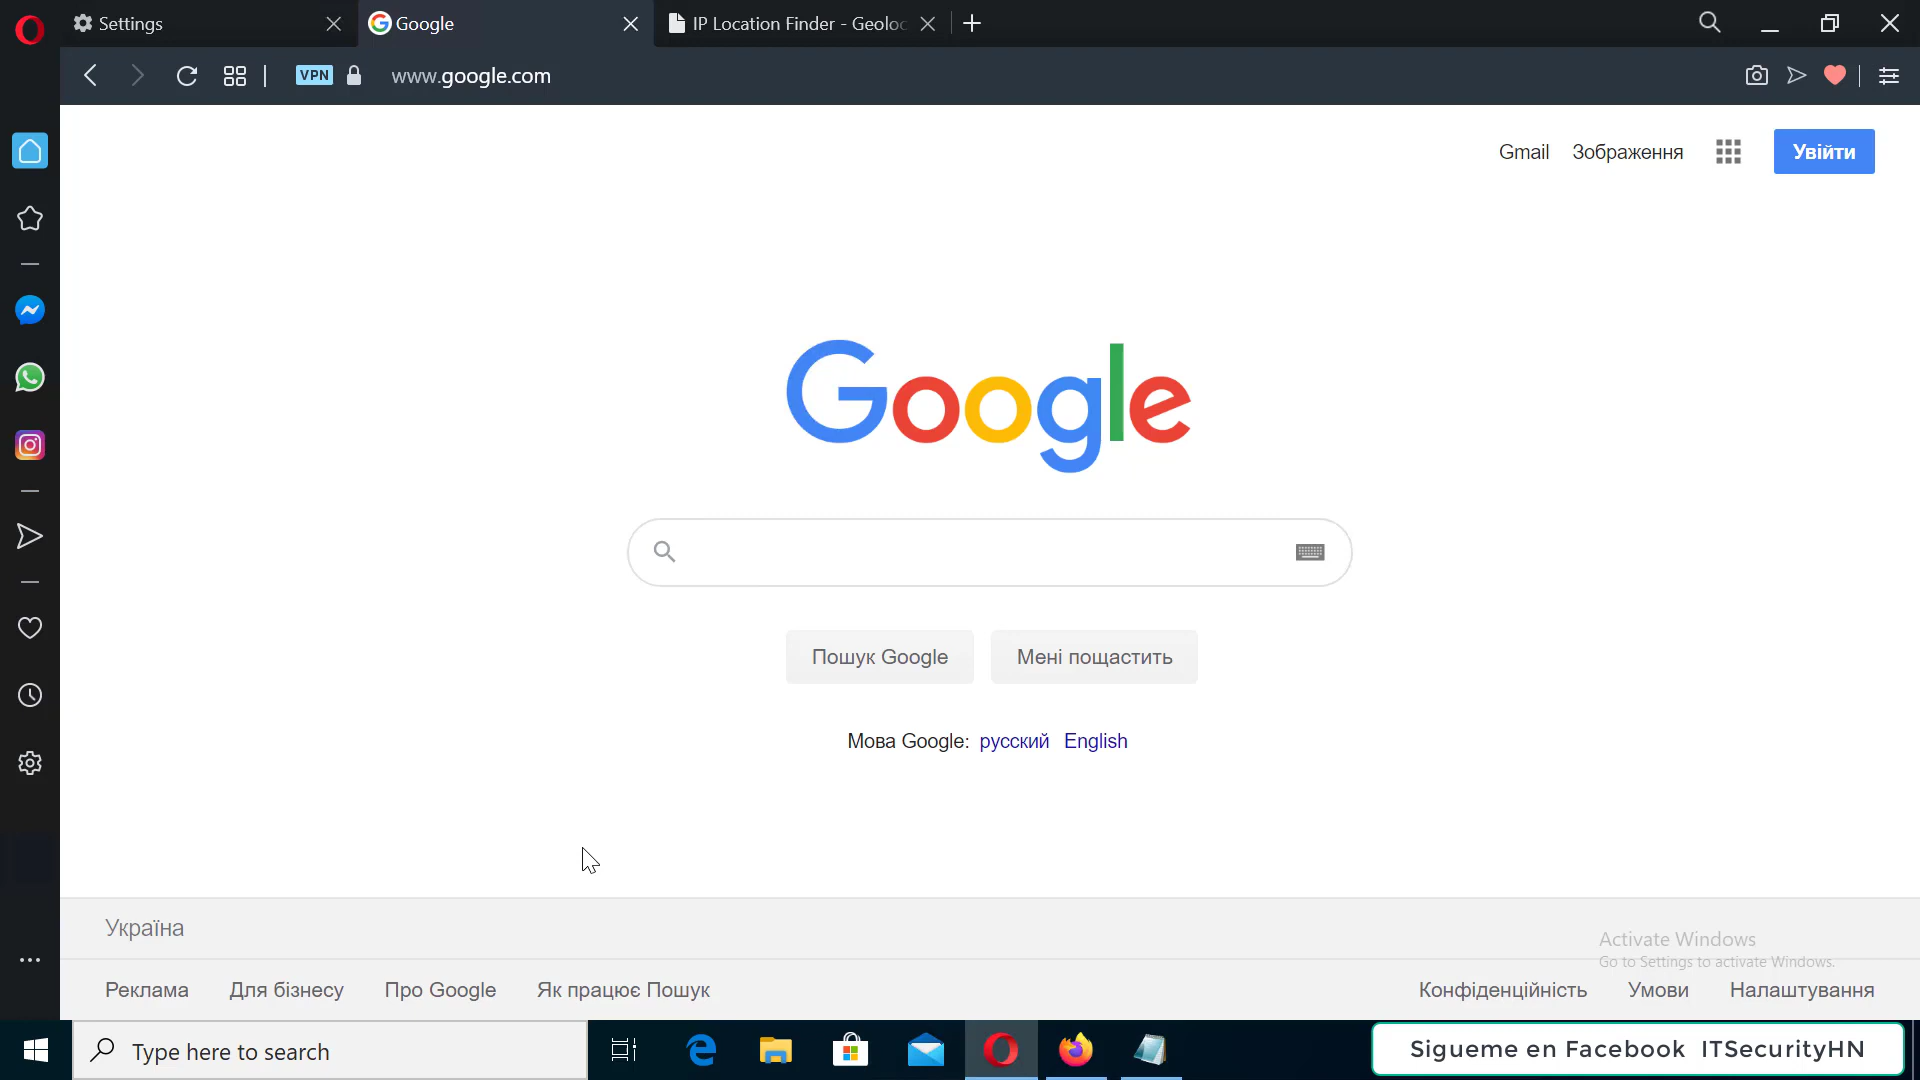 Settings
Google
IP Location Finder - Geoloc
VPN
www.google.com
Gmail
Зображення
Увійти
Google
Пошук Google
Мені пощастить
Мова Google: русский English
Україна
Activate Windows
Go to Settings to activate Windows.
Реклама
Для бізнесу
Про Google
Як працює Пошук
Конфіденційність
Умови
Налаштування
Type here to search
Sigueme en Facebook ITSecurityHN